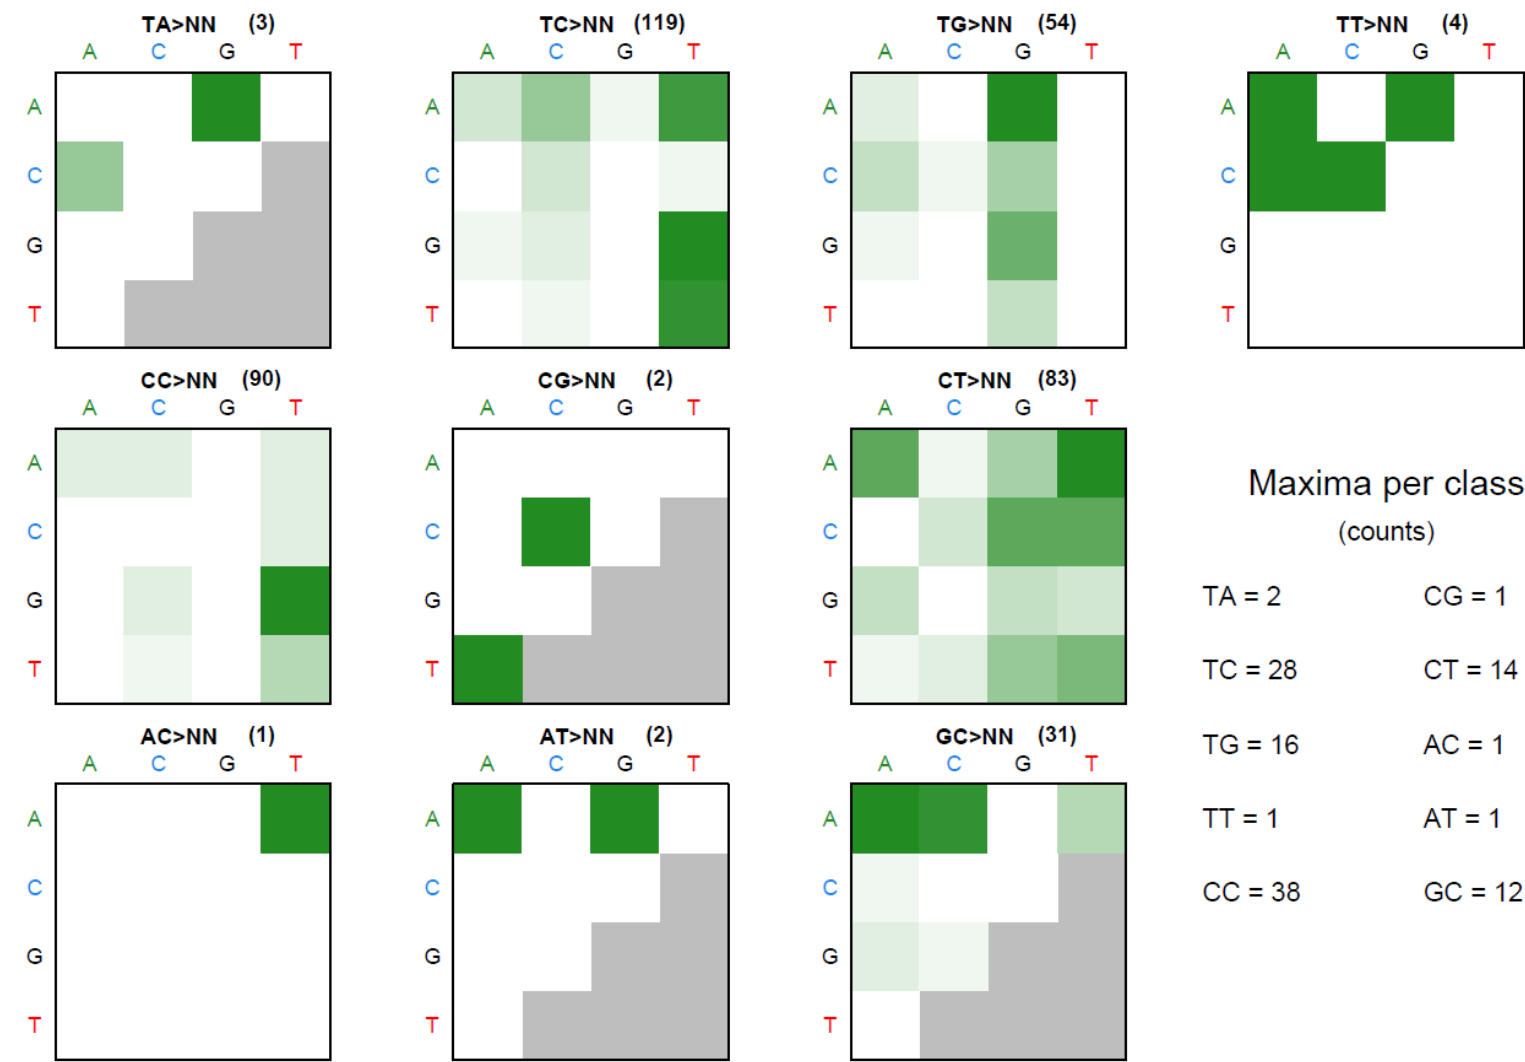 TA>NN (3)
A C G T
A
C
G
T
TC>NN (119)
A C G T
A
C
G
T
TG>NN (54)
A C G T
A
C
G
T
TT>NN (4)
A C G T
A
C
G
T
CC>NN (90)
A C G T
A
C
G
T
CG>NN (2)
A C G T
A
C
G
T
CT>NN (83)
A C G T
A
C
G
T
AC>NN (1)
A C G T
A
C
G
T
AT>NN (2)
A C G T
A
C
G
T
GC>NN (31)
A C G T
A
C
G
T
Maxima per class
(counts)
TA = 2 CG = 1
TC = 28 CT = 14
TG = 16 AC = 1
TT = 1 AT = 1
CC = 38 GC = 12